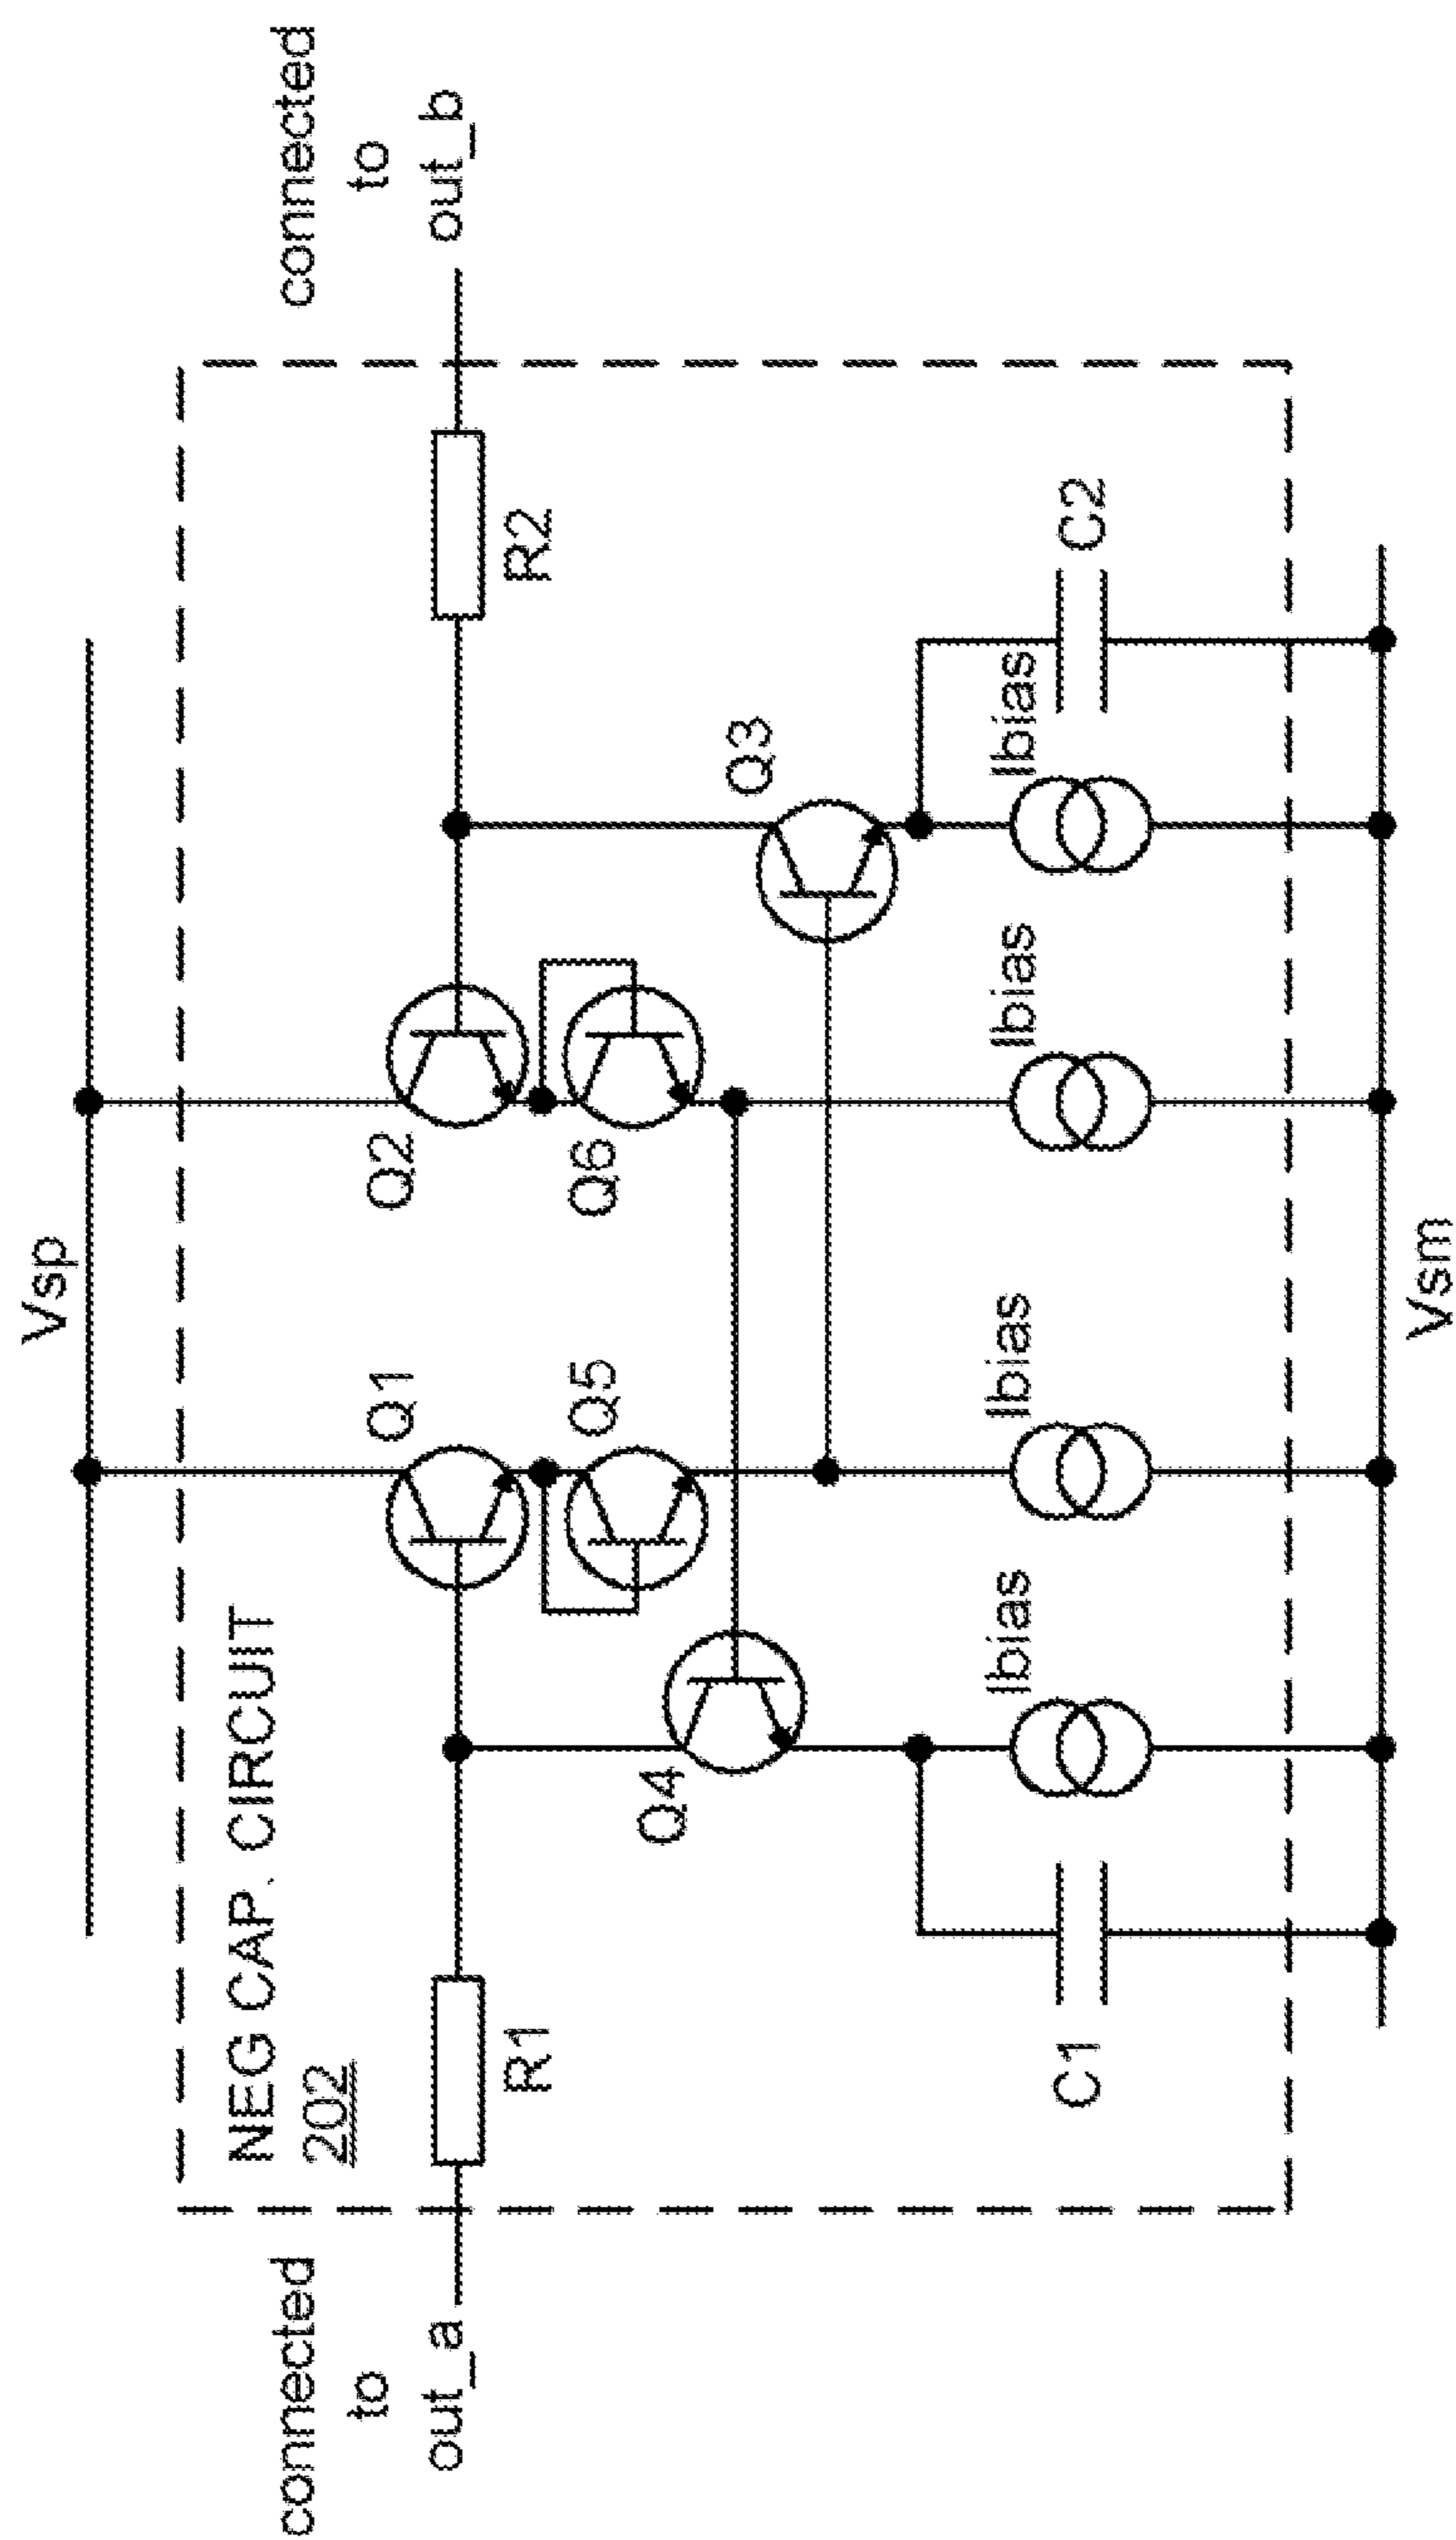 Vsp
NEG CAP. CIRCUIT
202
connected
to
out_a
connected
to
out_b
R1
R2
Q1
Q2
Q5
Q6
Q4
Q3
C1
Ibias
Ibias
Ibias
Ibias
C2
Vsm